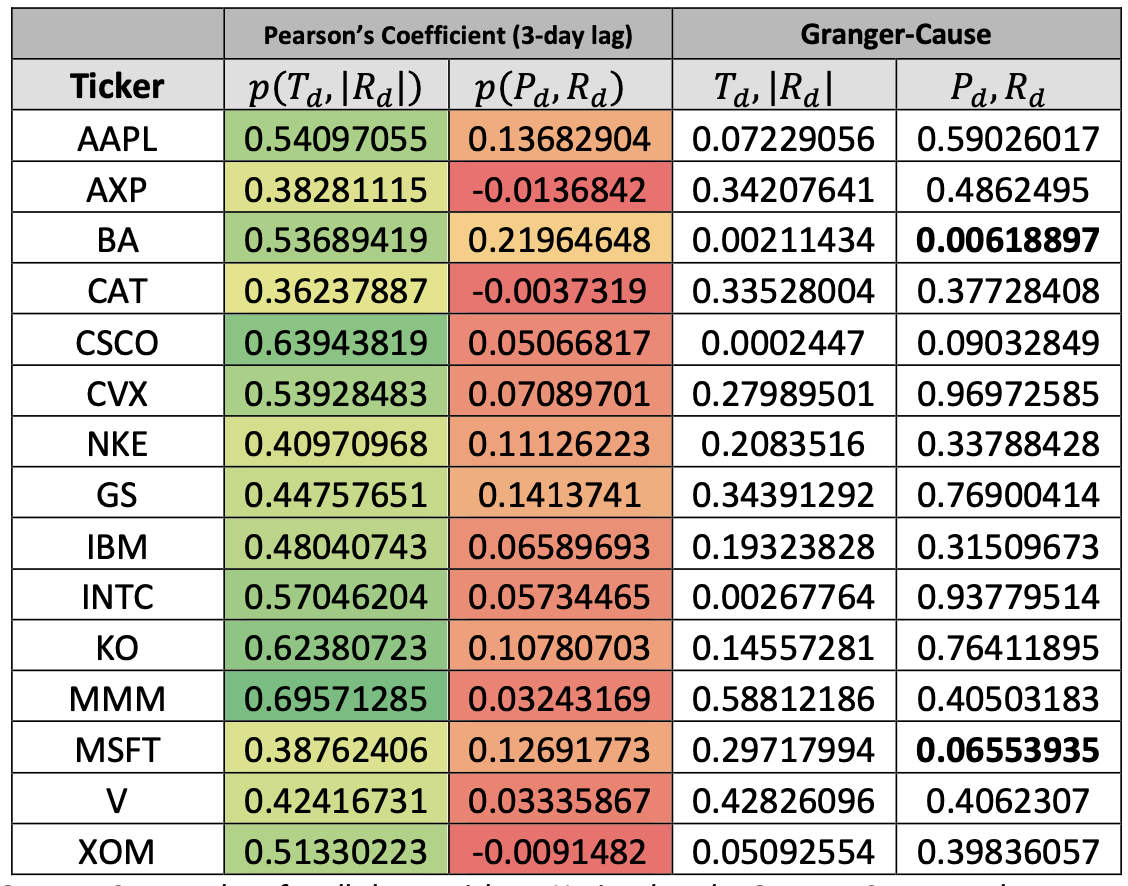 Pearson's Coefficient (3-day lag) Granger-Cause
Ticker p(T_d, |R_d|) p(P_d, R_d) T_d, |R_d| P_d, R_d
AAPL 0.54097055 0.13682904 0.07229056 0.59026017
AXP 0.38281115 -0.0136842 0.34207641 0.4862495
BA 0.53689419 0.21964648 0.00211434 0.00618897
CAT 0.36237887 -0.0037319 0.33528004 0.37728408
CSCO 0.63943819 0.05066817 0.0002447 0.09032849
CVX 0.53928483 0.07089701 0.27989501 0.96972585
NKE 0.40970968 0.11126223 0.2083516 0.33788428
GS 0.44757651 0.1413741 0.34391292 0.76900414
IBM 0.48040743 0.06589693 0.19323828 0.31509673
INTC 0.57046204 0.05734465 0.00267764 0.93779514
KO 0.62380723 0.10780703 0.14557281 0.76411895
MMM 0.69571285 0.03243169 0.58812186 0.40503183
MSFT 0.38762406 0.12691773 0.29717994 0.06553935
V 0.42416731 0.03335867 0.42826096 0.4062307
XOM 0.51330223 -0.0091482 0.05092554 0.39836057